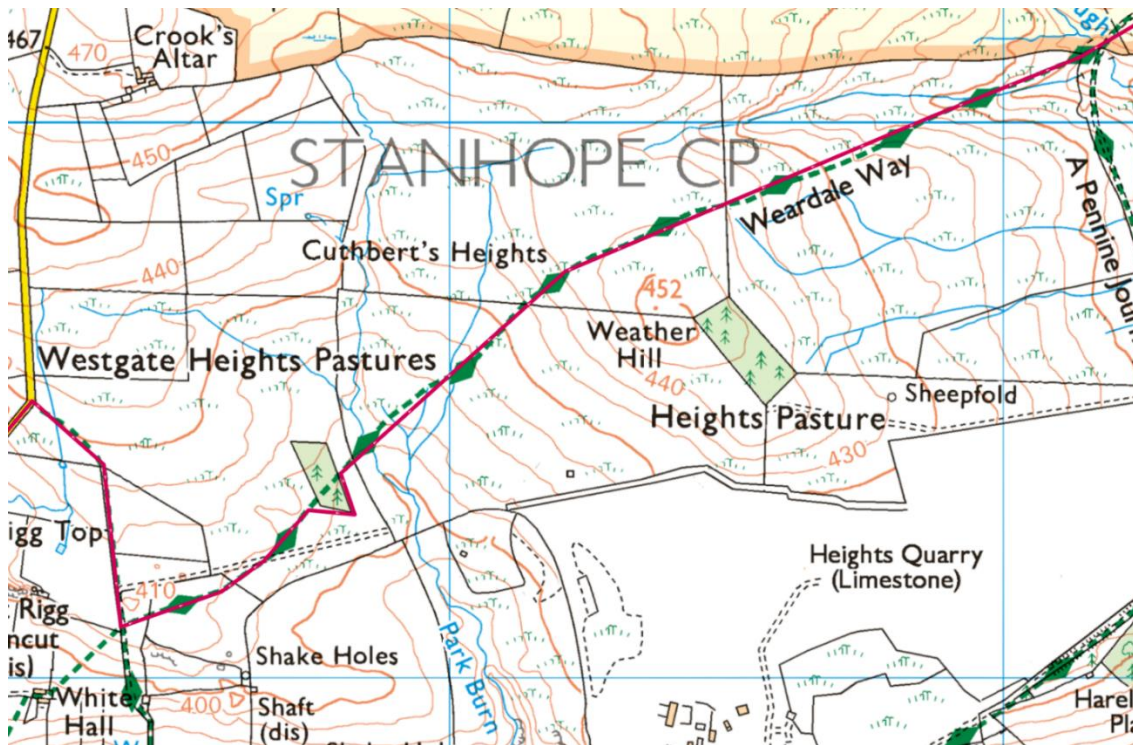 467
470
Crook's
Altar
450
STANHOPE CP
Spr
Weardale Way
A Pennine Jour
Cuthbert's Heights
440
452
Weather
Hill
Westgate Heights Pastures
440
Sheepfold
Heights Pasture
430
igg Top
Heights Quarry
(Limestone)
410
Rigg
ncut
is)
Park Burn
Shake Holes
White
Hall
400
Shaft
(dis)
Harel
Pla